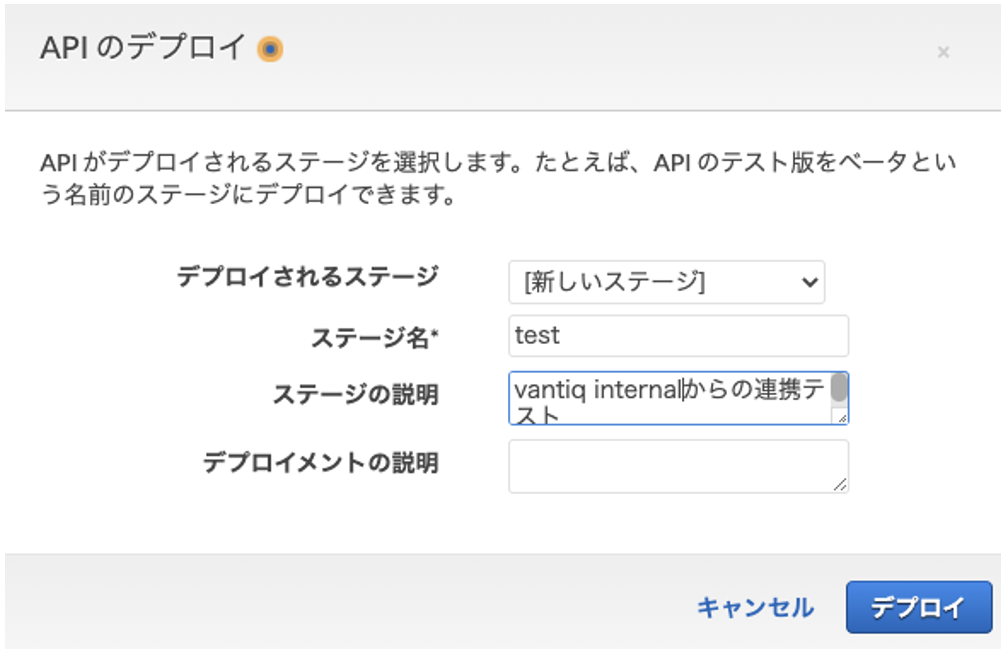 API のデプロイ
×
API がデプロイされるステージを選択します。たとえば、API のテスト版をベータとい
う名前のステージにデプロイできます。
デプロイされるステージ [新しいステージ]
ステージ名* test
ステージの説明 vantiq internalからの連携テ
スト
デプロイメントの説明
キャンセル デプロイ